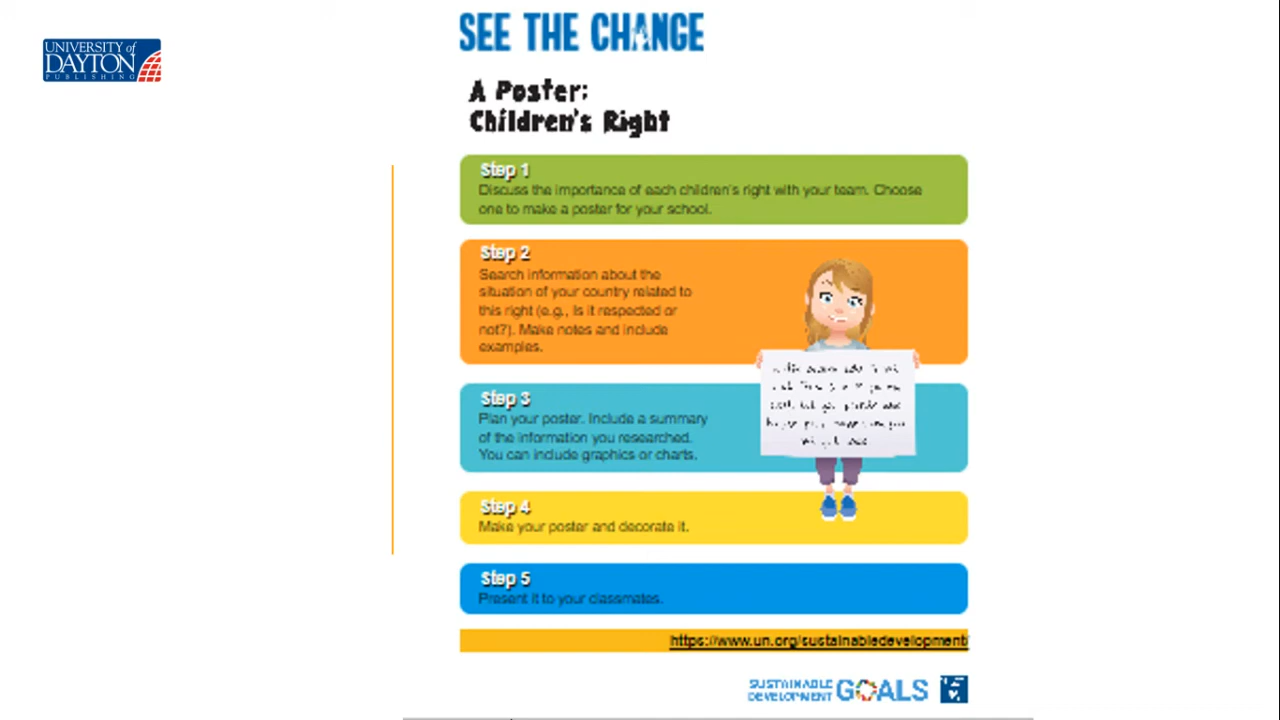 UNIVERSITY of
DAYTON
PUBLISHING
SEE THE CHANGE
A Poster:
Children's Right
Step 1
Discuss the importance of each children's right with your team. Choose
one to make a poster for your school.
Step 2
Search information about the
situation of your country related to
this right (e.g., Is it respected or
not?). Make notes and include
examples.
Step 3
Plan your poster. Include a summary
of the information you researched.
You can include graphics or charts.
Step 4
Make your poster and decorate it.
Step 5
Present it to your classmates.
https://www.un.org/sustainabledevelopment/
SUSTAINABLE
DEVELOPMENT GOALS